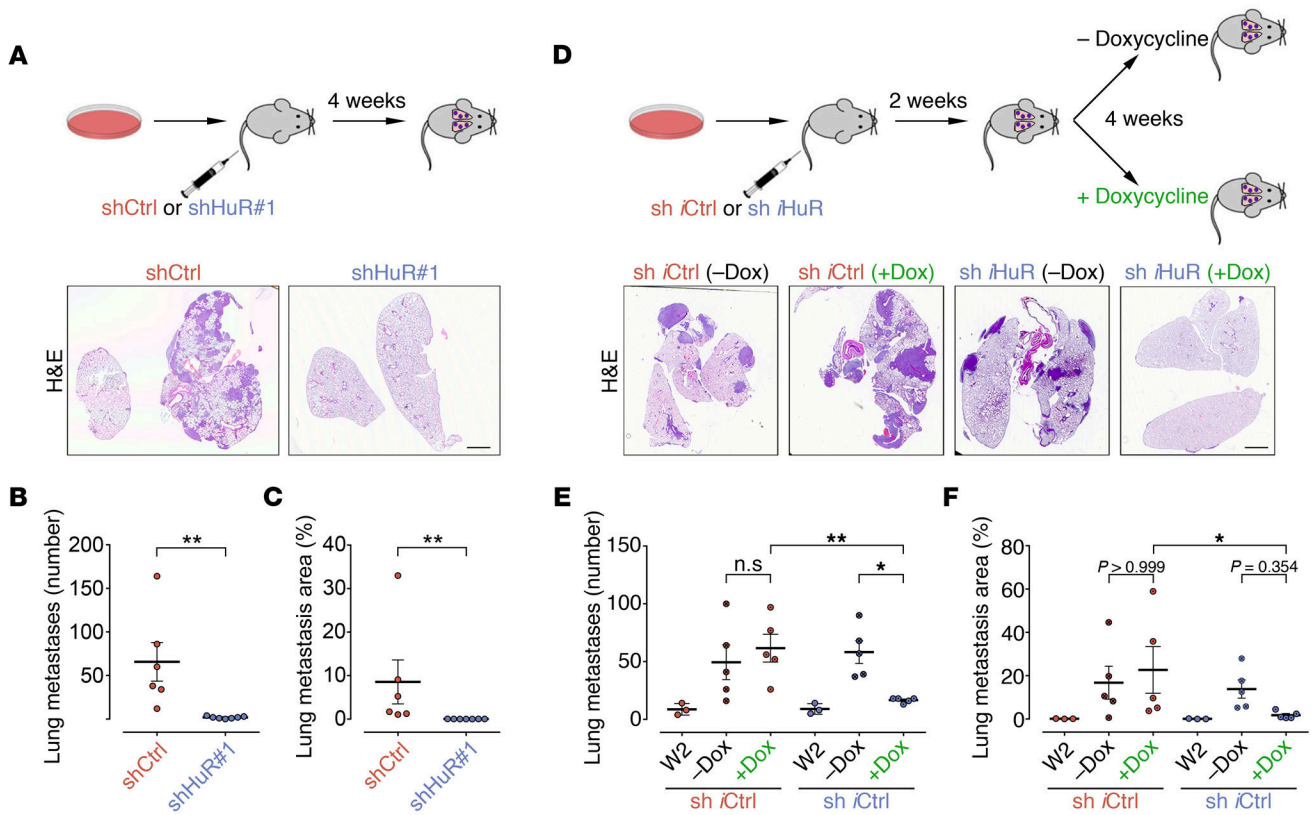 A
4 weeks
shCtrl or shHuR#1
shCtrl
shHuR#1
H&E
D
2 weeks
– Doxycycline
4 weeks
+ Doxycycline
sh iCtrl or sh iHuR
sh iCtrl (–Dox)
sh iCtrl (+Dox)
sh iHuR (–Dox)
sh iHuR (+Dox)
H&E
B
Lung metastases (number)
200
150
100
50
**
shCtrl
shHuR#1
C
Lung metastasis area (%)
40
30
20
10
0
**
shCtrl
shHuR#1
E
Lung metastases (number)
150
100
50
0
n.s
**
*
W2
–Dox
+Dox
W2
–Dox
+Dox
sh iCtrl
sh iCtrl
F
Lung metastasis area (%)
80
60
40
20
0
P > 0.999
*
P = 0.354
W2
–Dox
+Dox
W2
–Dox
+Dox
sh iCtrl
sh iCtrl